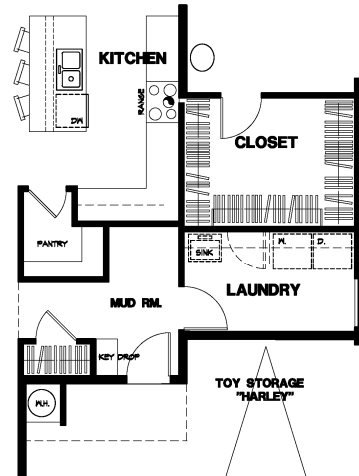 KITCHEN
RANGE
DW
CLOSET
PANTRY
SINK
W.
D.
LAUNDRY
MUD RM.
KEY DROP
W.H.
TOY STORAGE
"HARLEY"